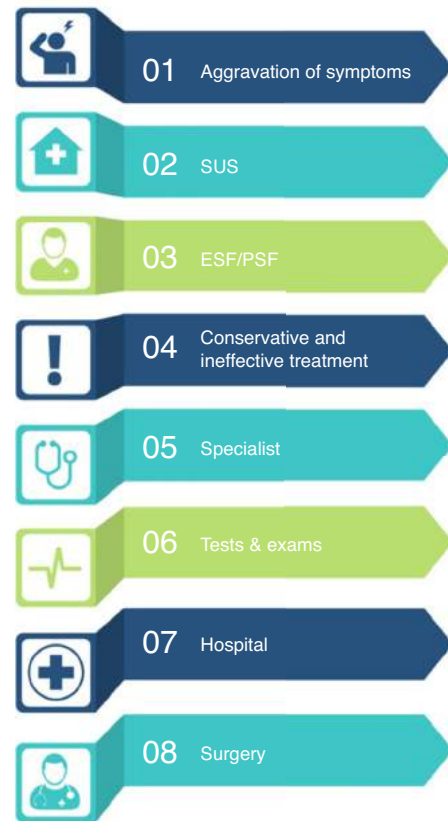 01 Aggravation of symptoms
02 SUS
03 ESF/PSF
04 Conservative and
ineffective treatment
05 Specialist
06 Tests & exams
07 Hospital
08 Surgery